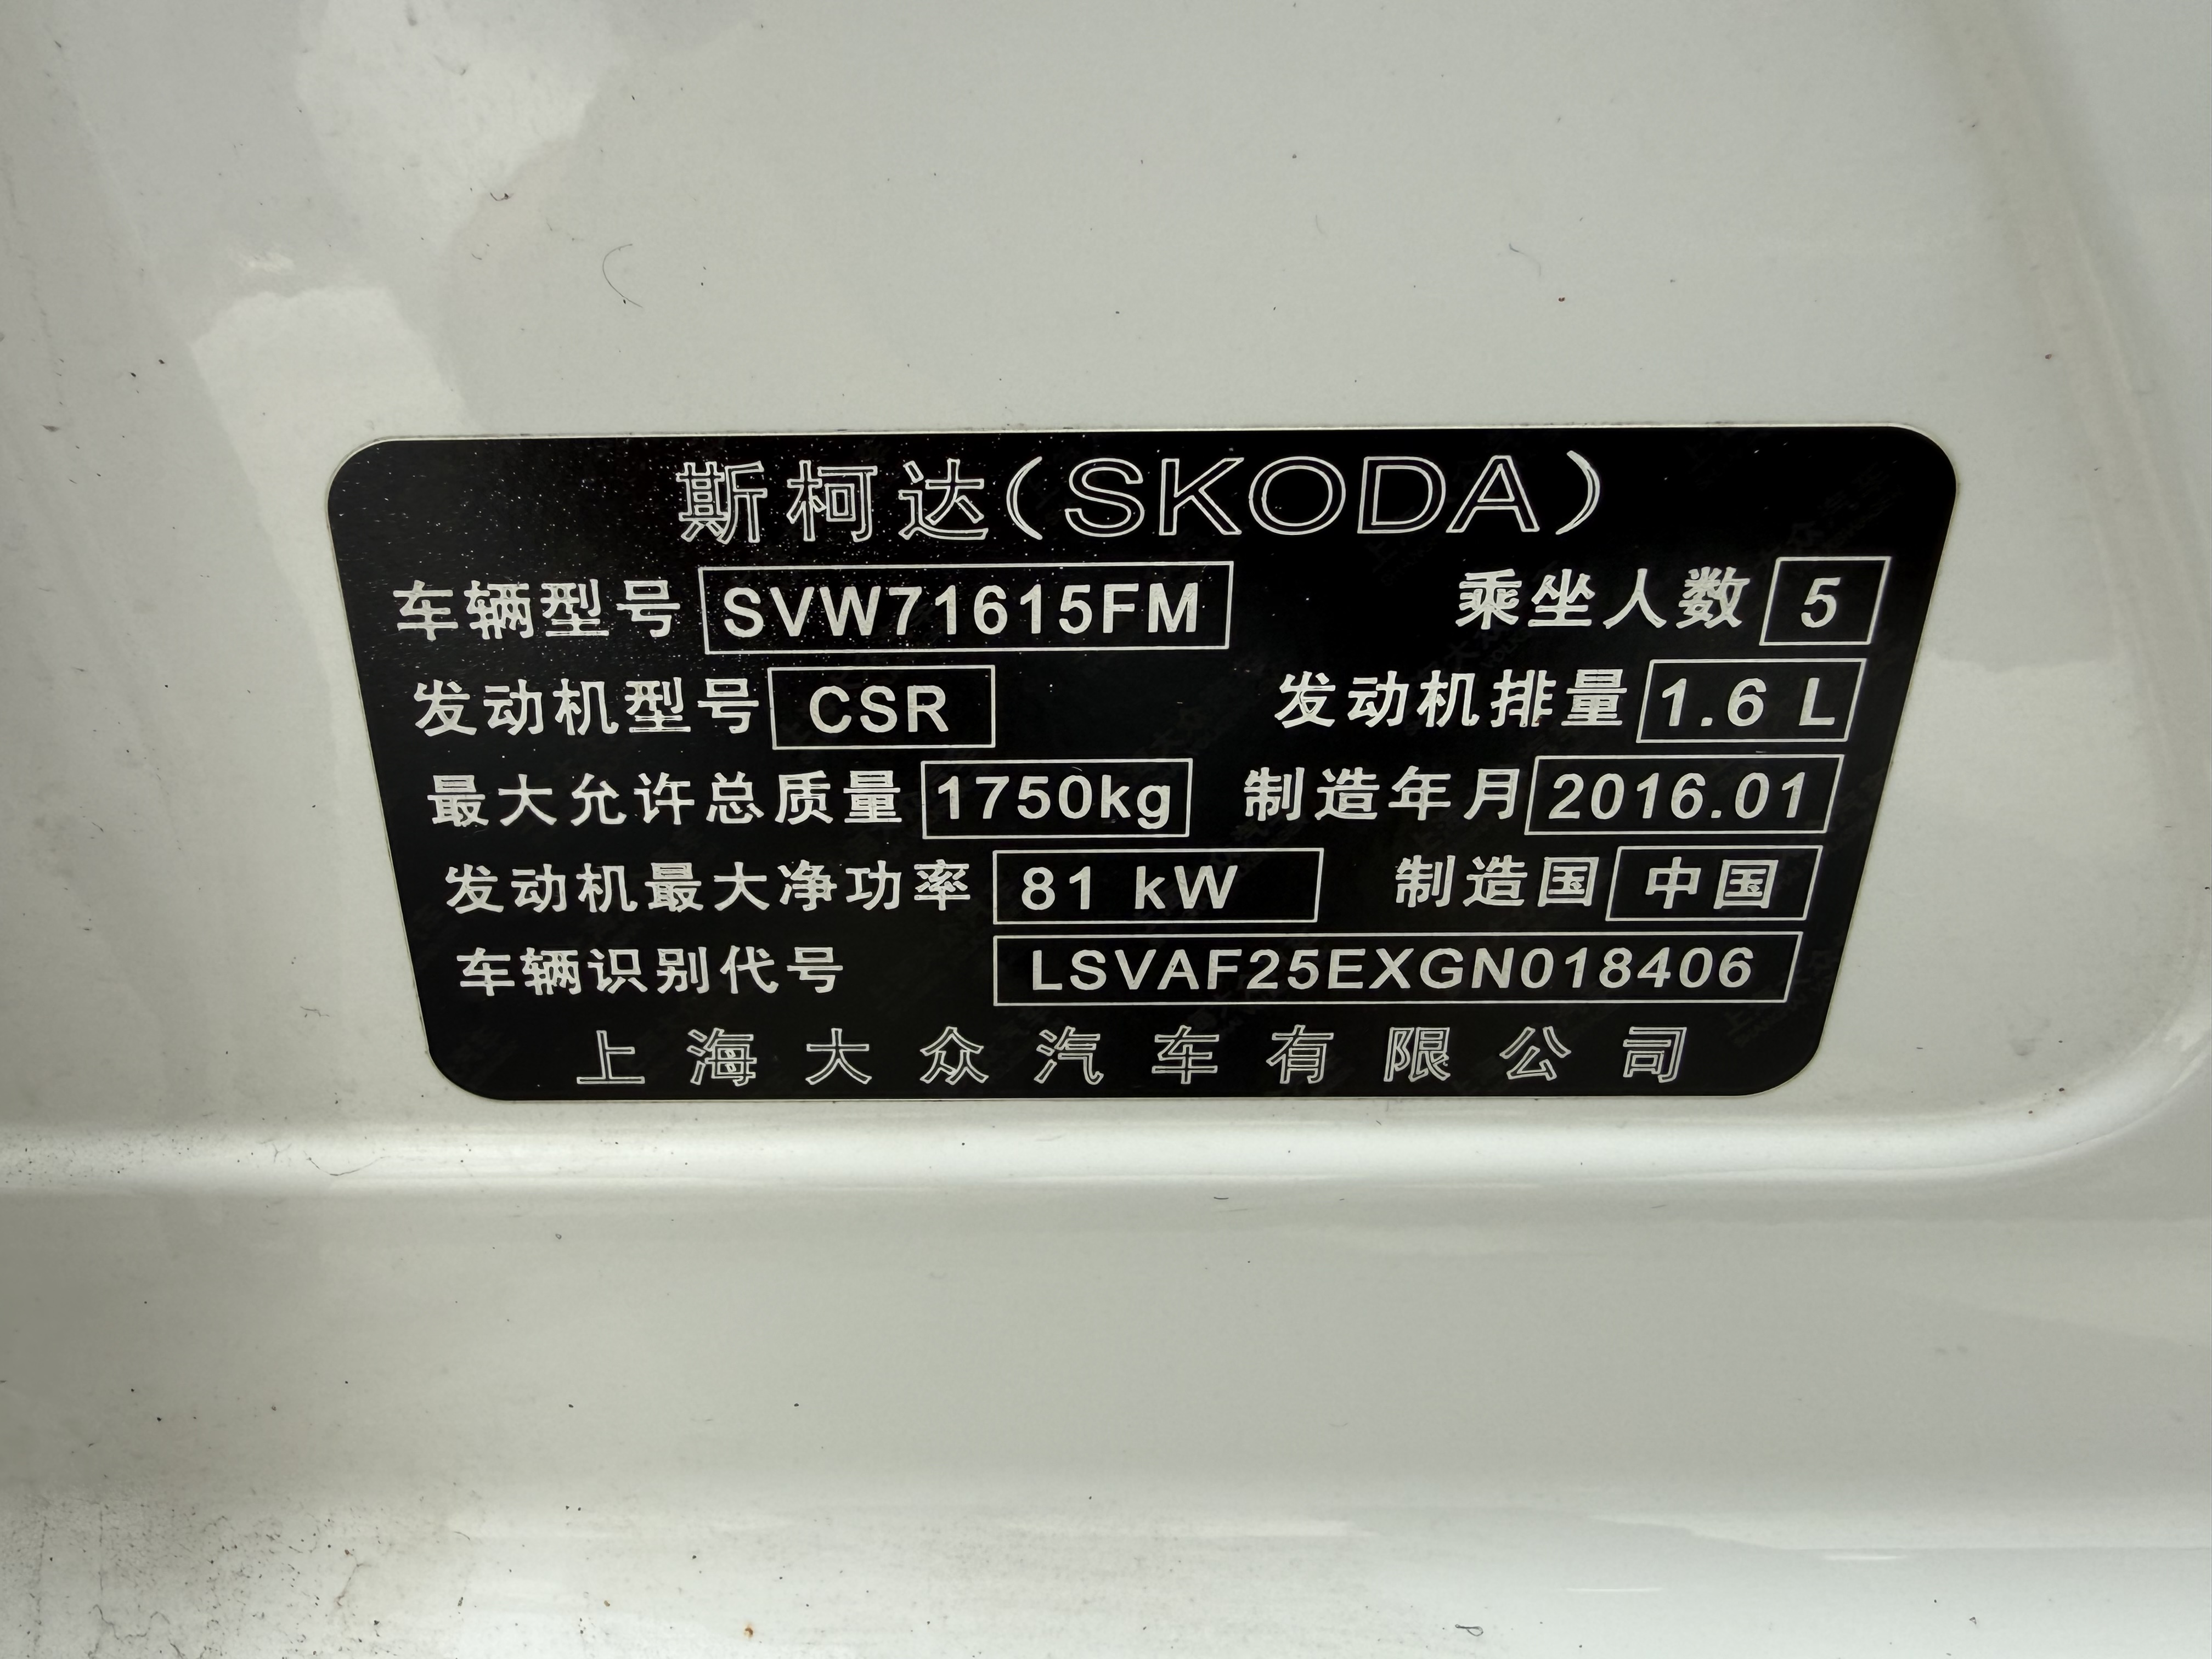 斯柯达(SKODA)
车辆型号 SVW71615FM 乘坐人数 5
发动机型号 CSR 发动机排量 1.6 L
最大允许总质量 1750kg 制造年月 2016.01
发动机最大净功率 81 kW 制造国 中国
车辆识别代号 LSVAF25EXGN018406
上海大众汽车有限公司